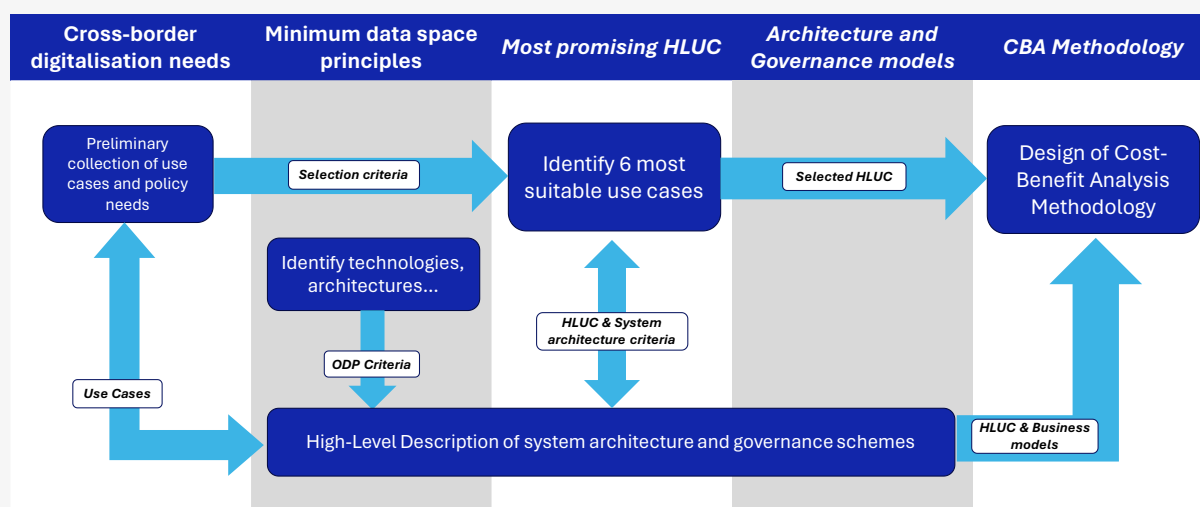 Cross-border
digitalisation needs
Minimum data space
principles
Most promising HLUC
Architecture and
Governance models
CBA Methodology
Preliminary
collection of use
cases and policy
needs
Selection criteria
Identify 6 most
suitable use cases
Selected HLUC
Design of Cost-
Benefit Analysis
Methodology
Identify technologies,
architectures...
HLUC & System
architecture criteria
ODP Criteria
Use Cases
High-Level Description of system architecture and governance schemes
HLUC & Business
models